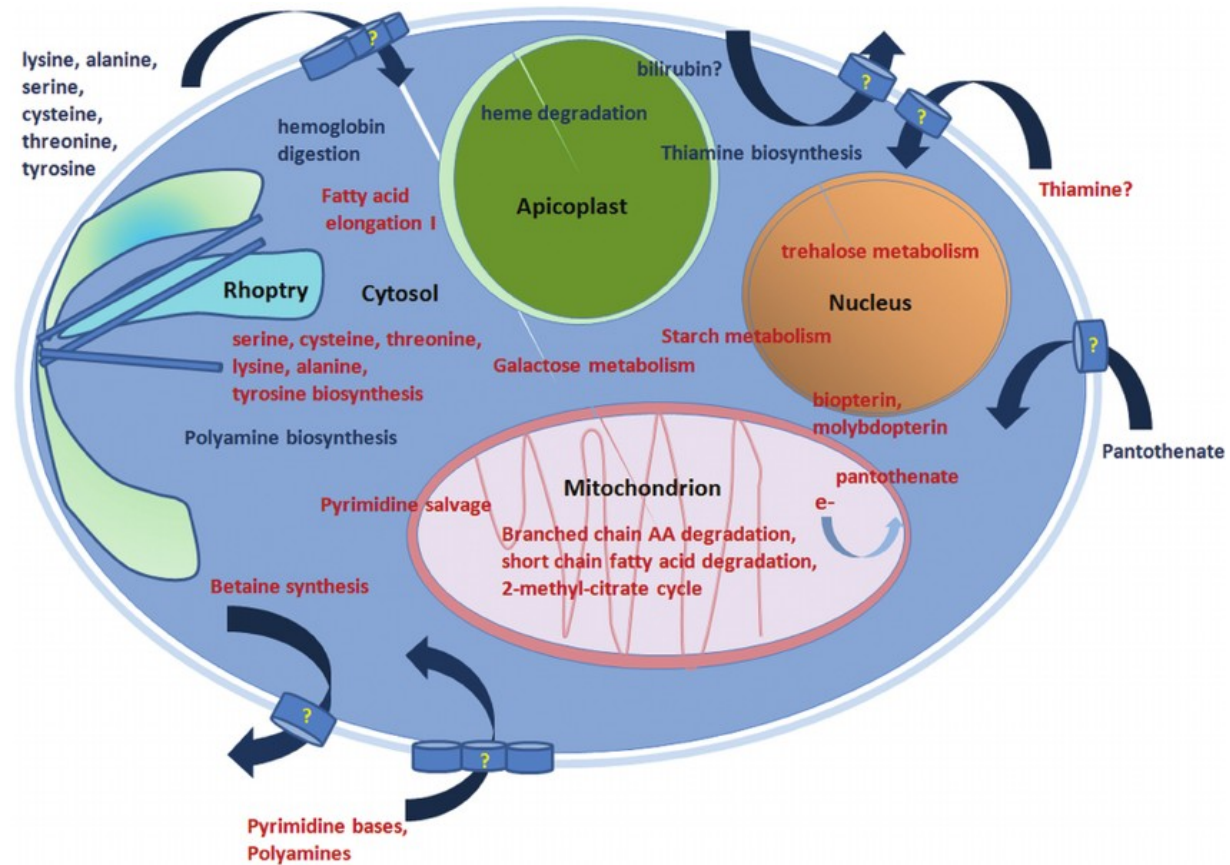 lysine, alanine,
serine,
cysteine,
threonine,
tyrosine
?
hemoglobin
digestion
Fatty acid
elongation I
heme degradation
Apicoplast
bilirubin?
?
?
Thiamine biosynthesis
Thiamine?
trehalose metabolism
Nucleus
Rhoptry
Cytosol
serine, cysteine, threonine,
lysine, alanine,
tyrosine biosynthesis
Starch metabolism
Galactose metabolism
?
Pantothenate
biopterin,
molybdopterin
Polyamine biosynthesis
pantothenate
Mitochondrion
e-
Pyrimidine salvage
Branched chain AA degradation,
short chain fatty acid degradation,
2-methyl-citrate cycle
Betaine synthesis
?
?
Pyrimidine bases,
Polyamines